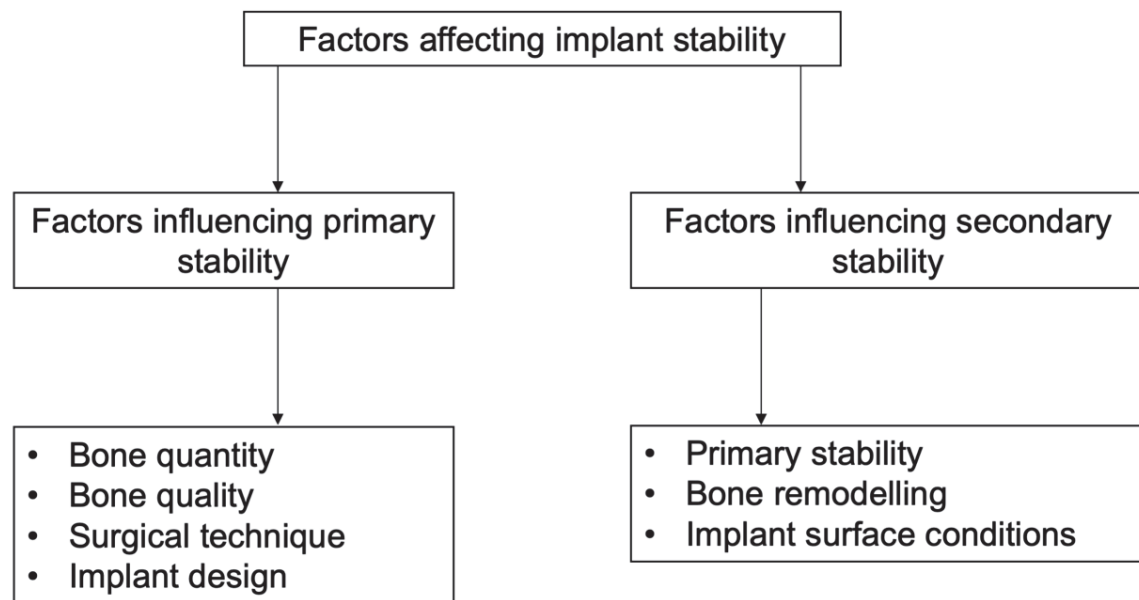 Factors affecting implant stability
Factors influencing primary
stability
Factors influencing secondary
stability
• Bone quantity
• Bone quality
• Surgical technique
• Implant design
• Primary stability
• Bone remodelling
• Implant surface conditions